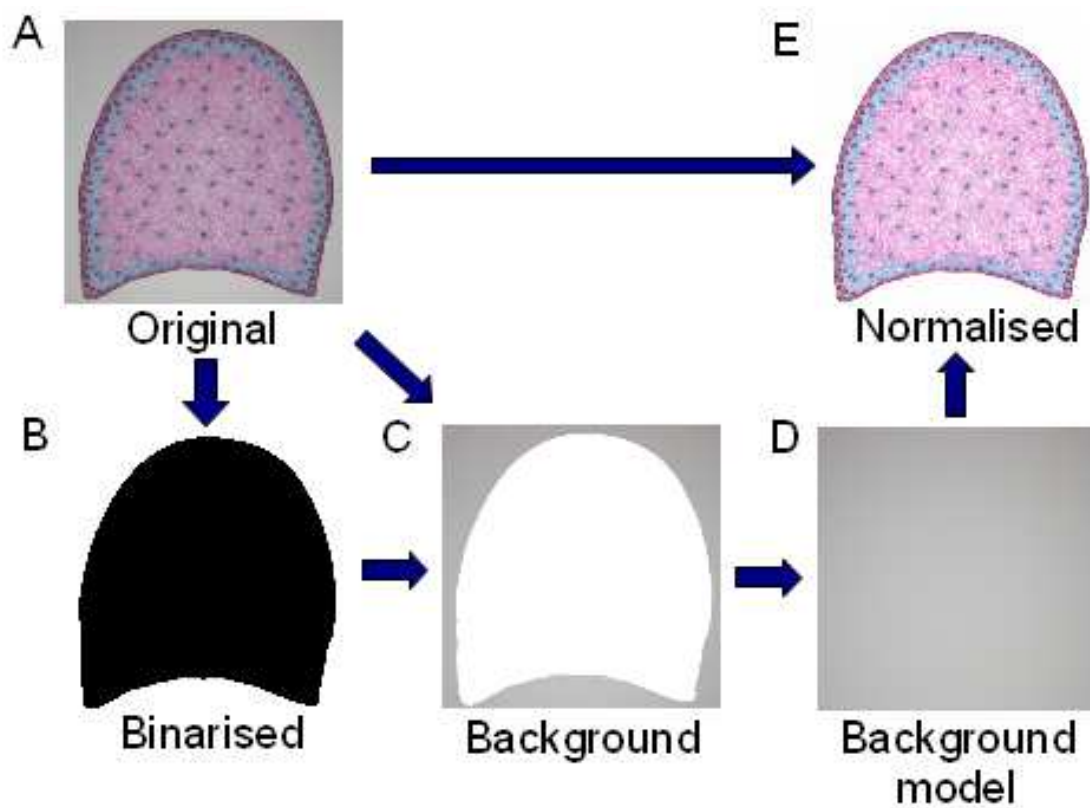 A
E
Original
Normalised
B
C
D
Binarised
Background
Background
model